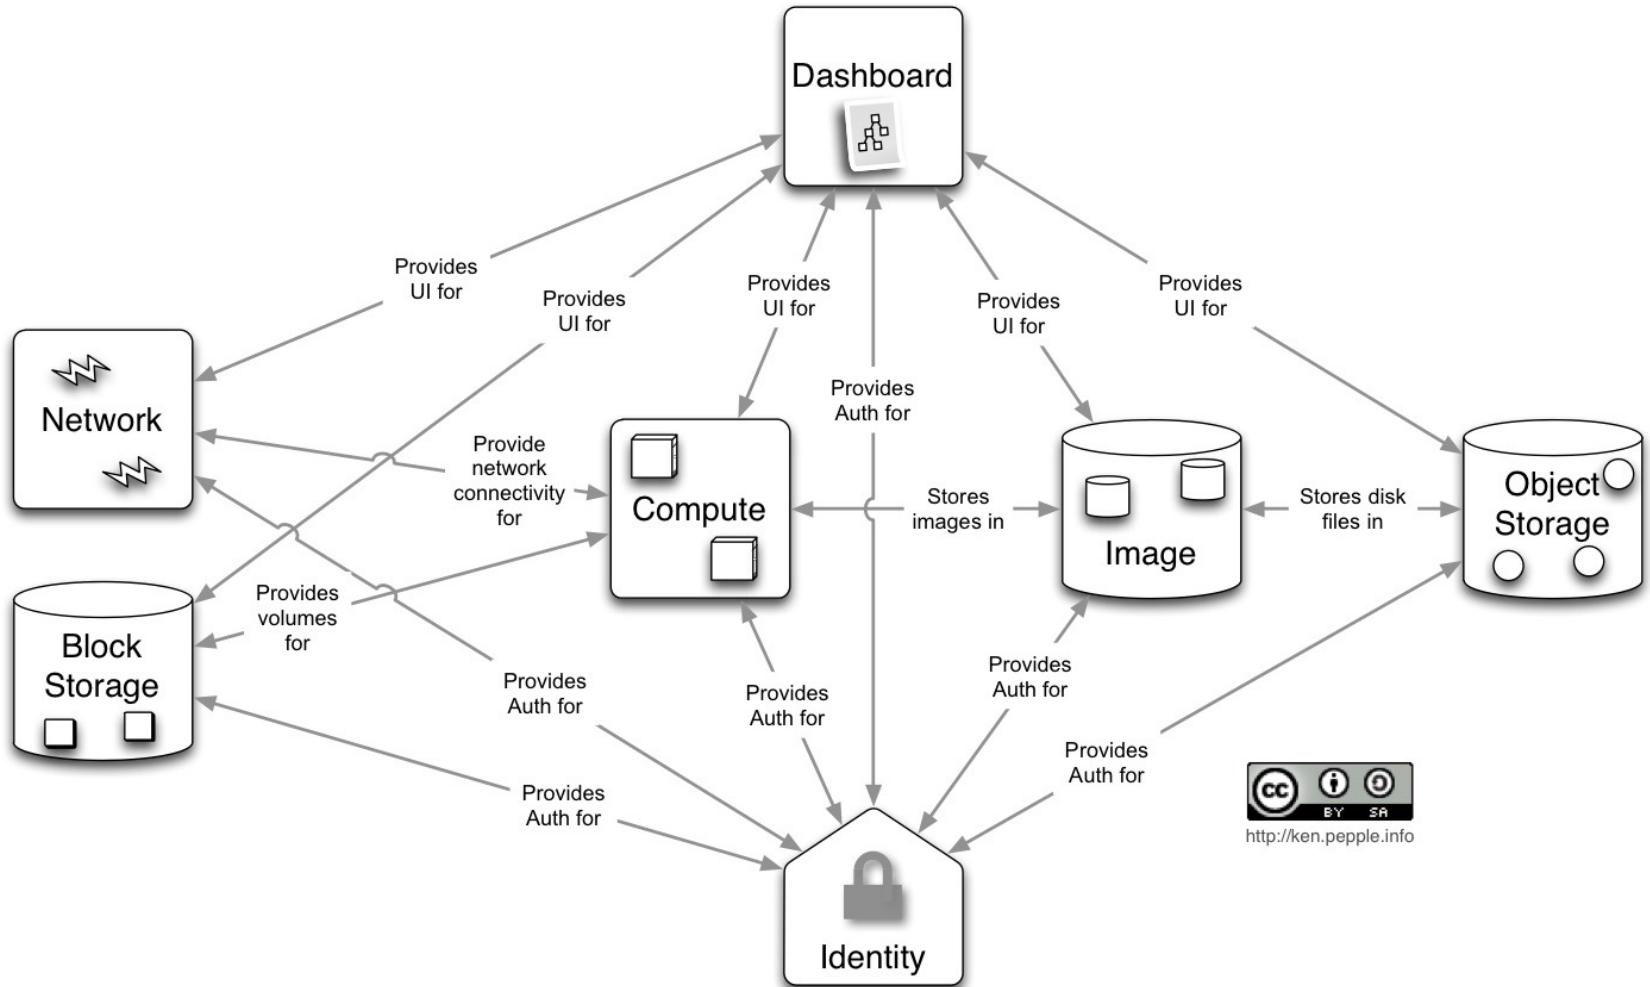 Dashboard
Provides
UI for
Provides
UI for
Provides
UI for
Provides
UI for
Provides
UI for
Provides
Auth for
Network
Provide
network
connectivity
for
Compute
Stores
images in
Image
Stores disk
files in
Object
Storage
Block
Storage
Provides
volumes
for
Provides
Auth for
Provides
Auth for
Provides
Auth for
Provides
Auth for
Provides
Auth for
Identity
cc
BY SA
http://ken.pepple.info